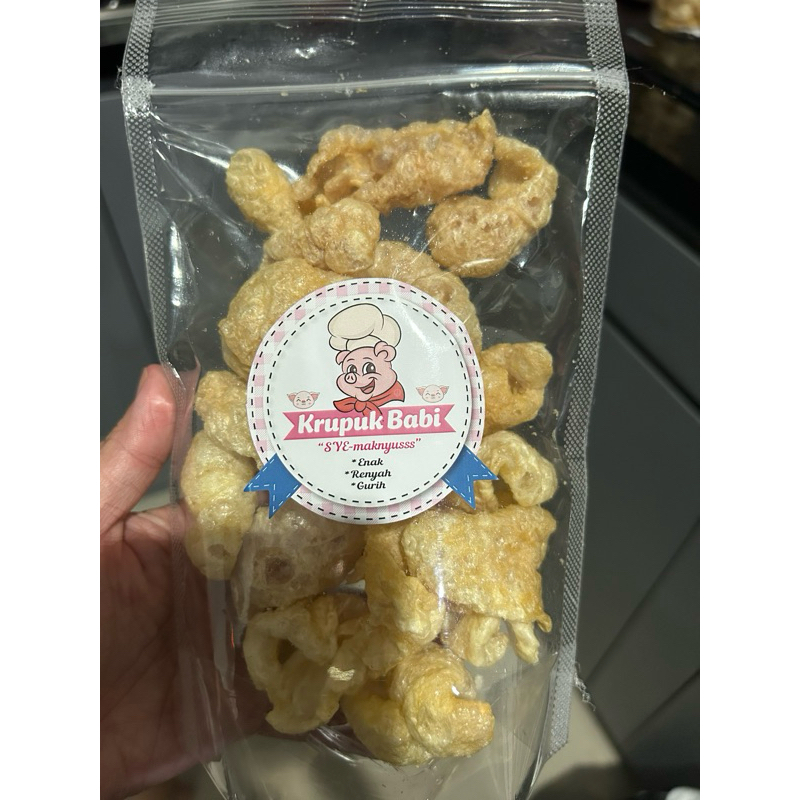 Krupuk Babi
"SYE-maknyusss"
*Enak
*Renyah
*Gurih